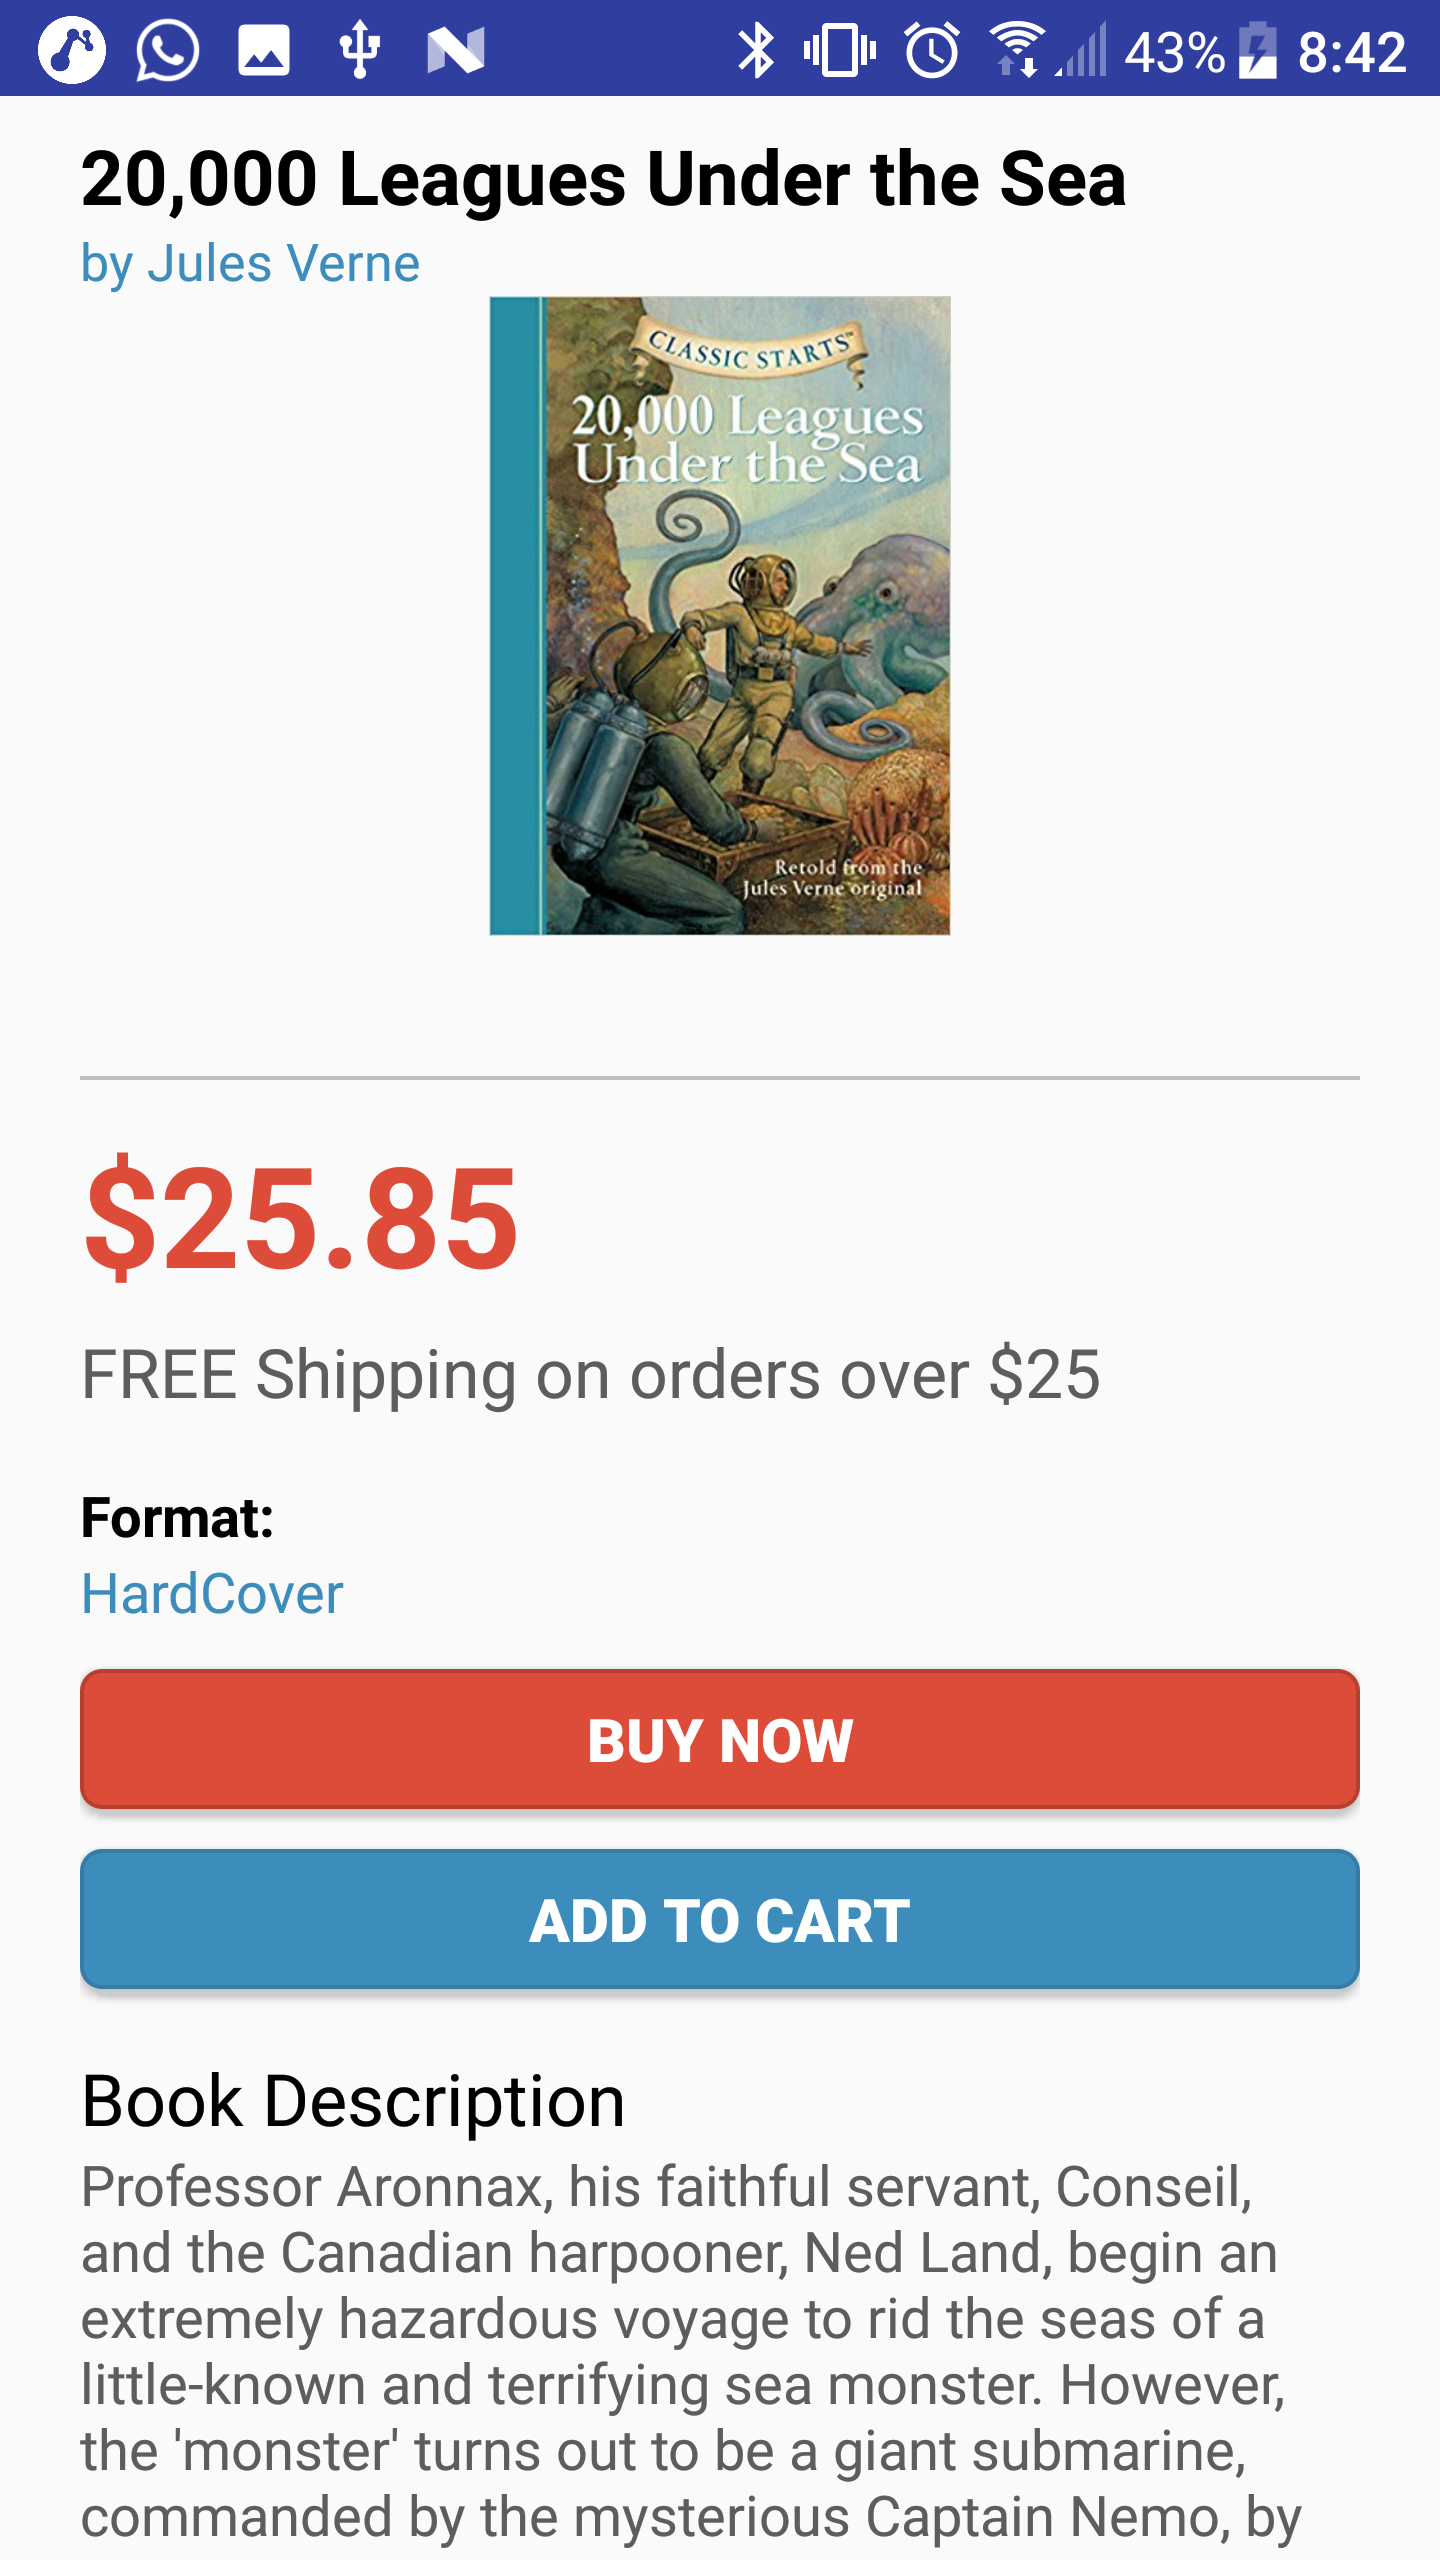 43% 8:42
20,000 Leagues Under the Sea
by Jules Verne
CLASSIC STARTS™
20,000 Leagues
Under the Sea
Retold from the
Jules Verne original
$25.85
FREE Shipping on orders over $25
Format:
HardCover
BUY NOW
ADD TO CART
Book Description
Professor Aronnax, his faithful servant, Conseil,
and the Canadian harpooner, Ned Land, begin an
extremely hazardous voyage to rid the seas of a
little-known and terrifying sea monster. However,
the 'monster' turns out to be a giant submarine,
commanded by the mysterious Captain Nemo, by